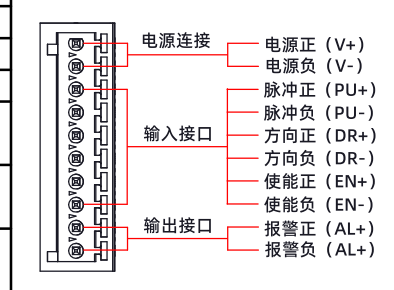 电源连接
电源正（V+）
电源负（V-）
输入接口
脉冲正（PU+）
脉冲负（PU-）
方向正（DR+）
方向负（DR-）
使能正（EN+）
使能负（EN-）
输出接口
报警正（AL+）
报警负（AL+）